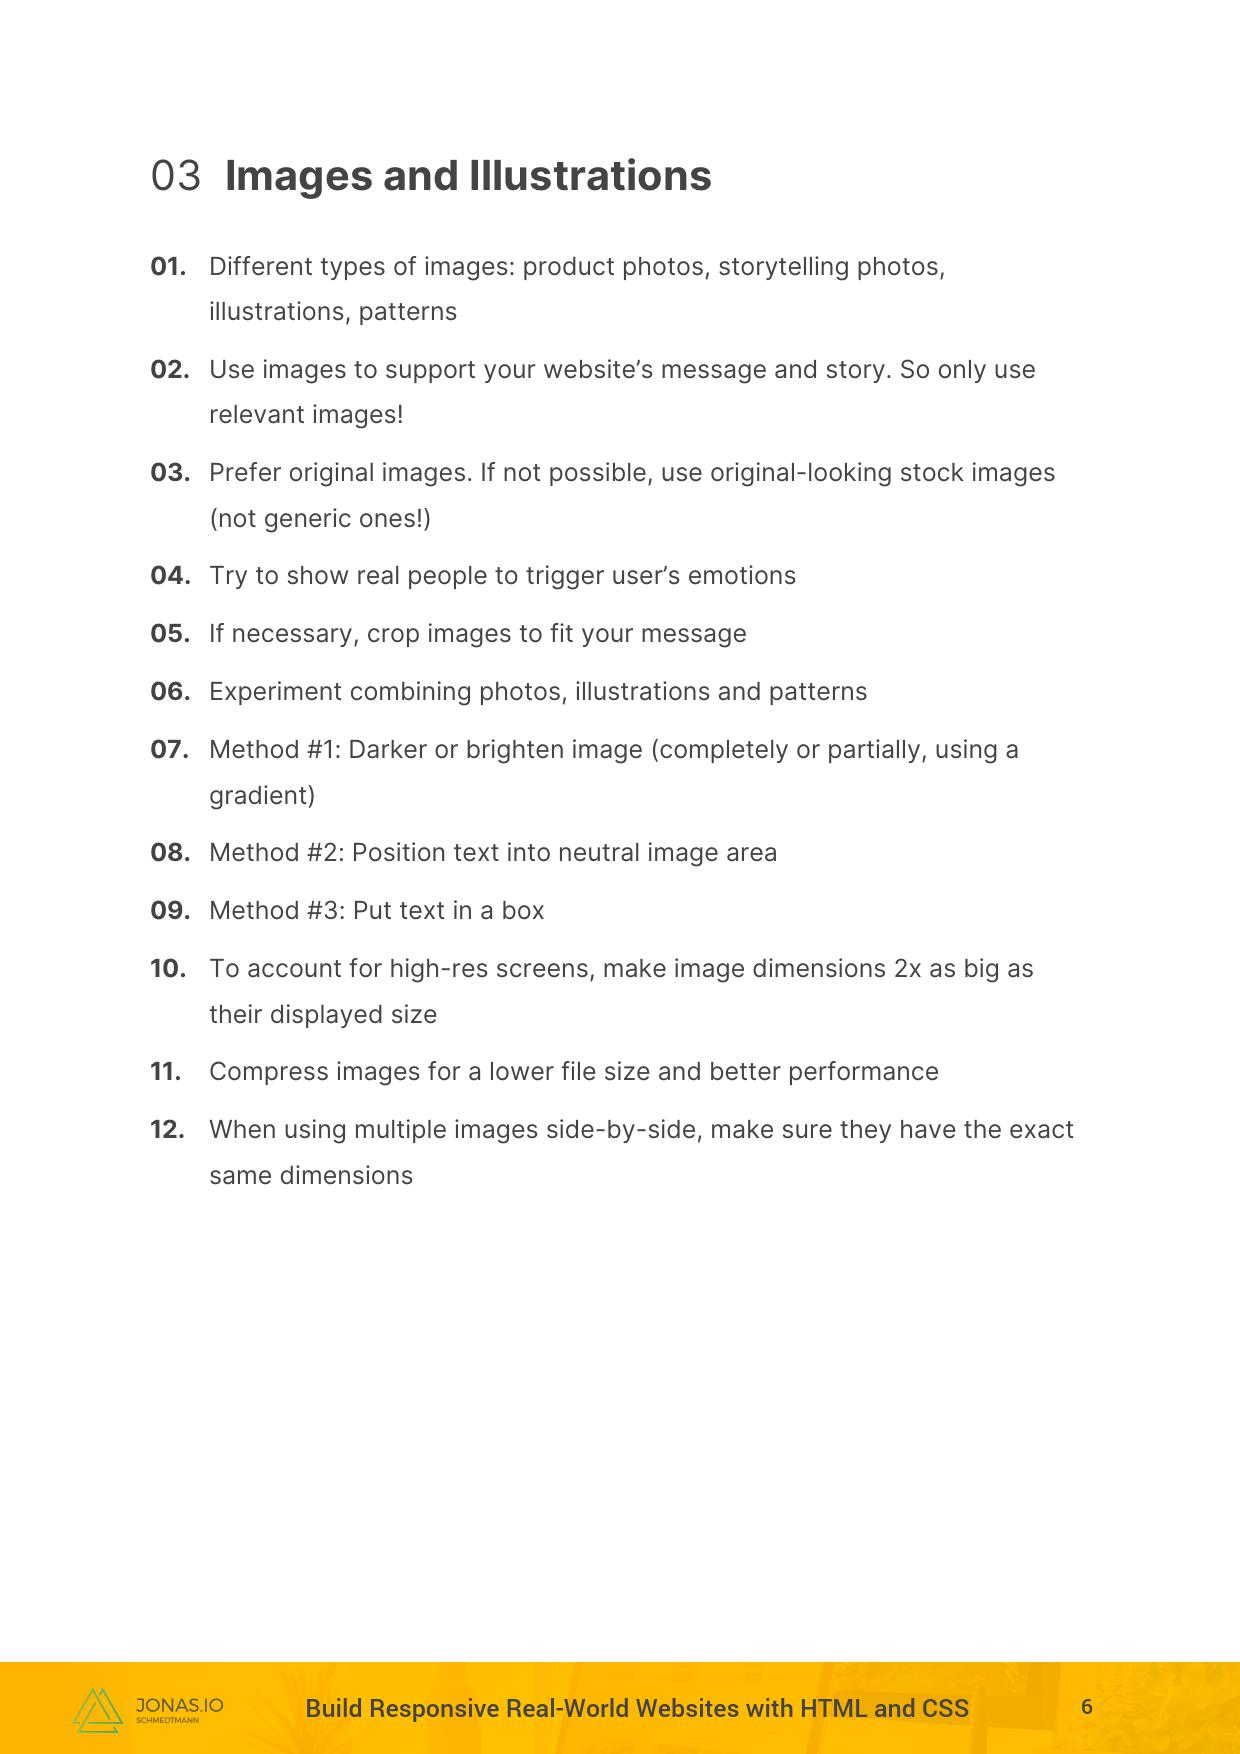 03 Images and Illustrations
01. Different types of images: product photos, storytelling photos,
illustrations, patterns
02. Use images to support your website’s message and story. So only use
relevant images!
03. Prefer original images. If not possible, use original-looking stock images
(not generic ones!)
04. Try to show real people to trigger user’s emotions
05. If necessary, crop images to fit your message
06. Experiment combining photos, illustrations and patterns
07. Method #1: Darker or brighten image (completely or partially, using a
gradient)
08. Method #2: Position text into neutral image area
09. Method #3: Put text in a box
10. To account for high-res screens, make image dimensions 2x as big as
their displayed size
11. Compress images for a lower file size and better performance
12. When using multiple images side-by-side, make sure they have the exact
same dimensions
JONAS.IO
SCHMEDTMANN
Build Responsive Real-World Websites with HTML and CSS
6